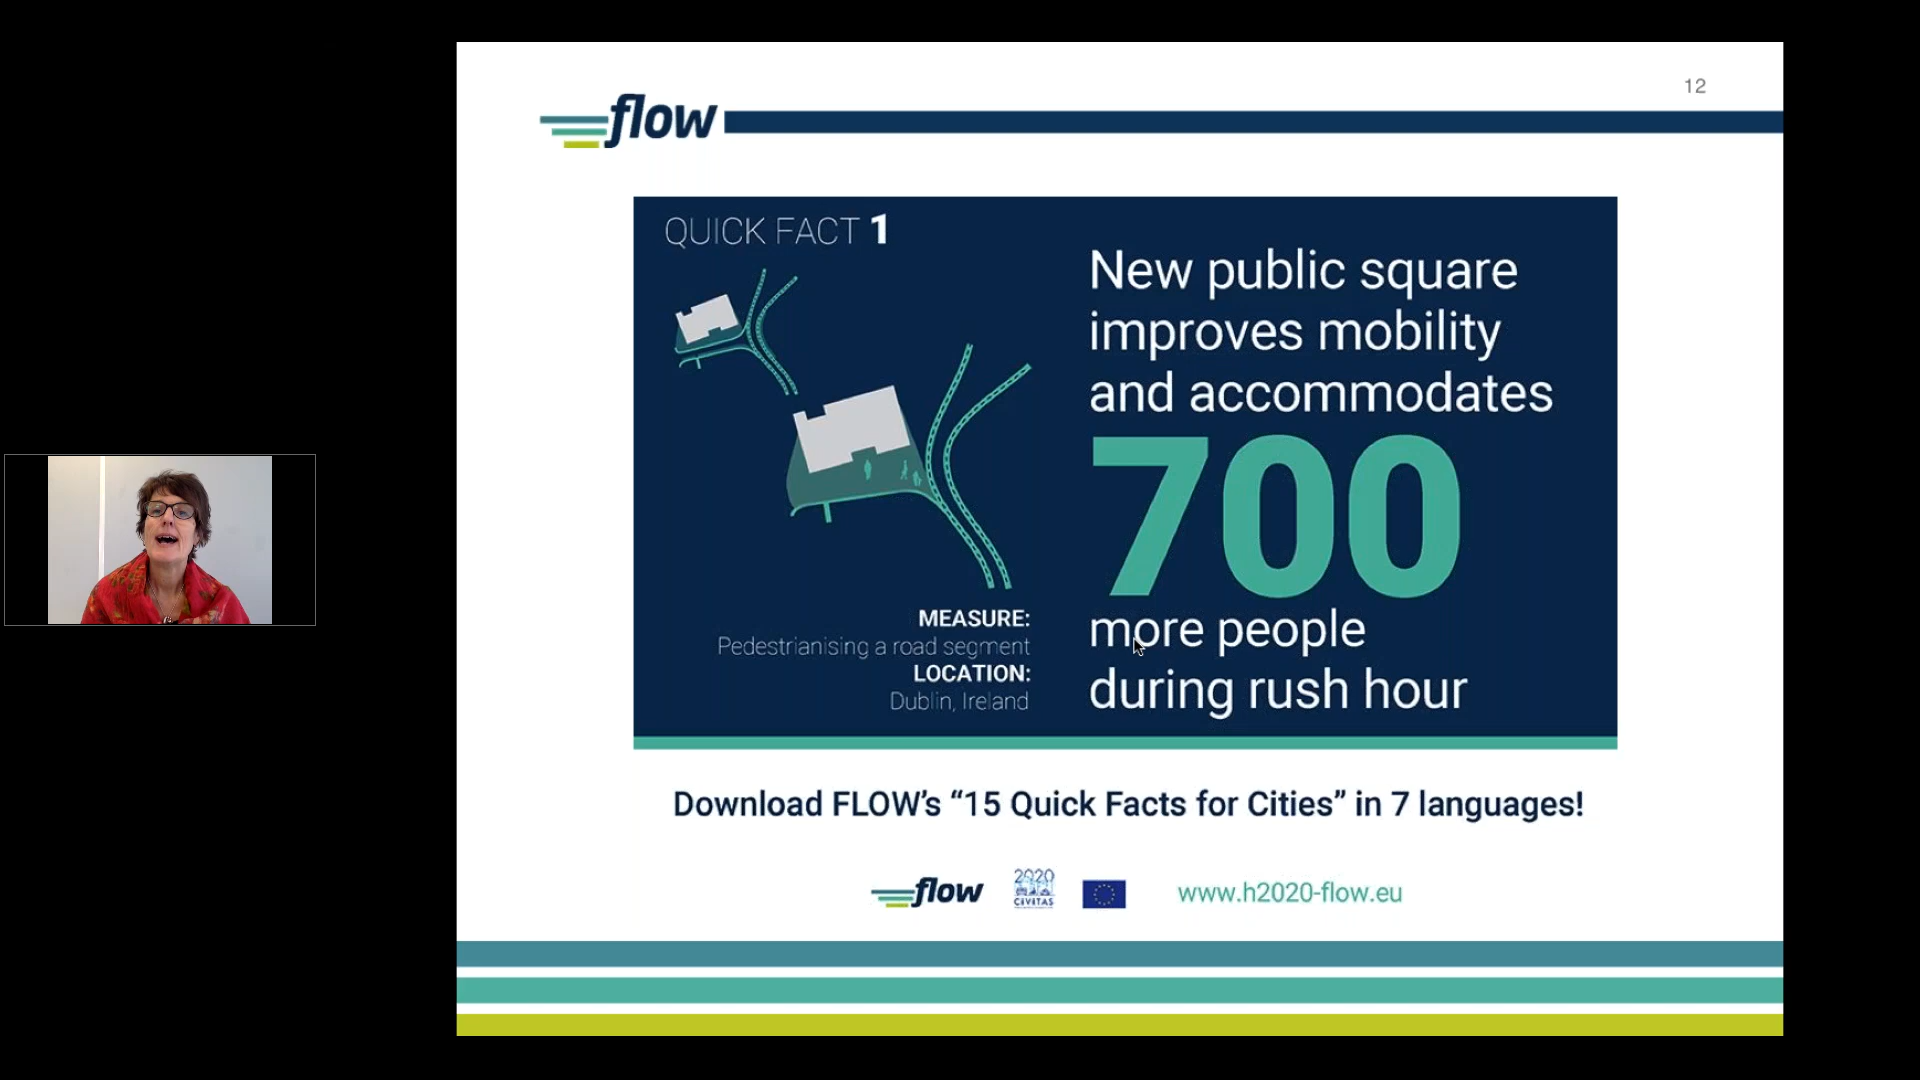 12
flow
QUICK FACT 1
New public square
improves mobility
and accommodates
700
more people
during rush hour
MEASURE:
Pedestrianising a road segment
LOCATION:
Dublin, Ireland
Download FLOW’s “15 Quick Facts for Cities” in 7 languages!
flow
2020
CIVITAS
www.h2020-flow.eu